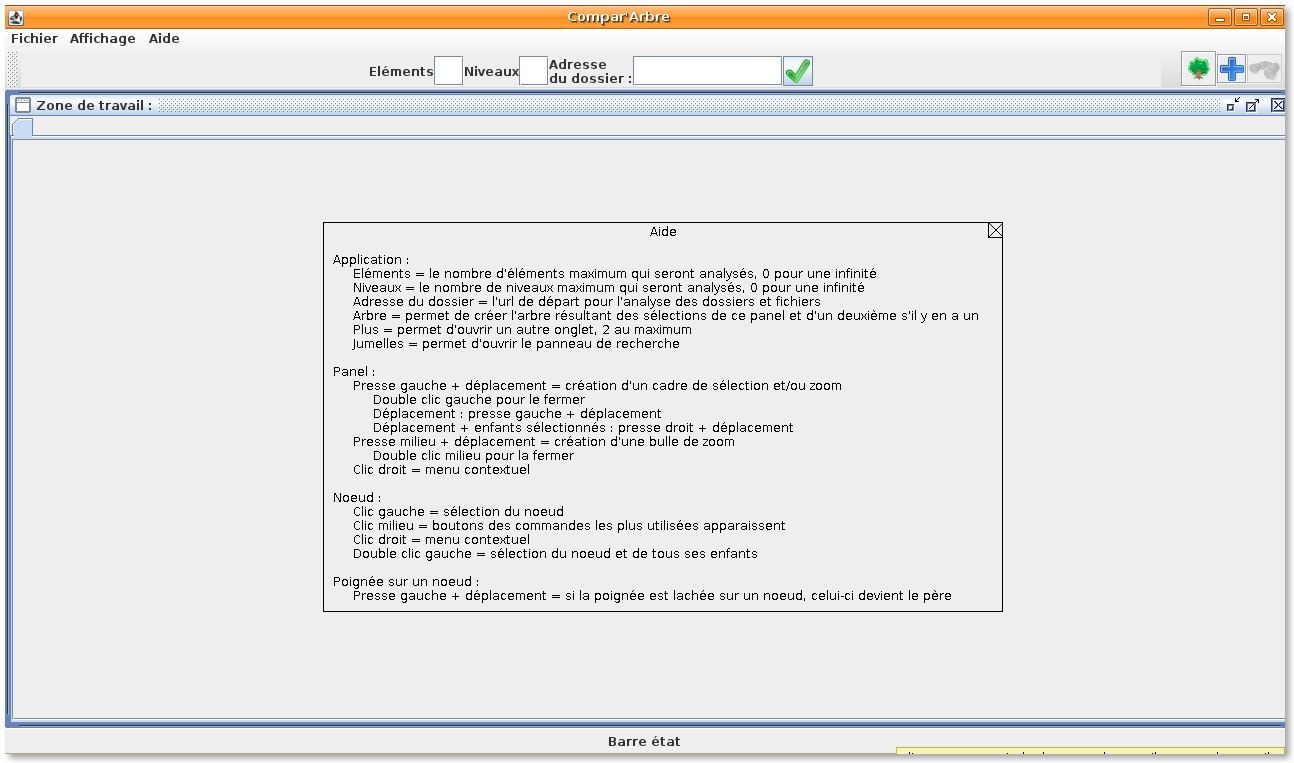 Compar'Arbre
Fichier Affichage Aide
Eléments Niveaux Adresse
du dossier :
Zone de travail :
Aide
Application :
Eléments = le nombre d'éléments maximum qui seront analysés, 0 pour une infinité
Niveaux = le nombre de niveaux maximum qui seront analysés, 0 pour une infinité
Adresse du dossier = l'url de départ pour l'analyse des dossiers et fichiers
Arbre = permet de créer l'arbre résultant des sélections de ce panel et d'un deuxième s'il y en a un
Plus = permet d'ouvrir un autre onglet, 2 au maximum
Jumelles = permet d'ouvrir le panneau de recherche
Panel :
Presse gauche + déplacement = création d'un cadre de sélection et/ou zoom
Double clic gauche pour le fermer
Déplacement : presse gauche + déplacement
Déplacement + enfants sélectionnés : presse droit + déplacement
Presse milieu + déplacement = création d'une bulle de zoom
Double clic milieu pour la fermer
Clic droit = menu contextuel
Noeud :
Clic gauche = sélection du noeud
Clic milieu = boutons des commandes les plus utilisées apparaissent
Clic droit = menu contextuel
Double clic gauche = sélection du noeud et de tous ses enfants
Poignée sur un noeud :
Presse gauche + déplacement = si la poignée est lachée sur un noeud, celui-ci devient le père
Barre état